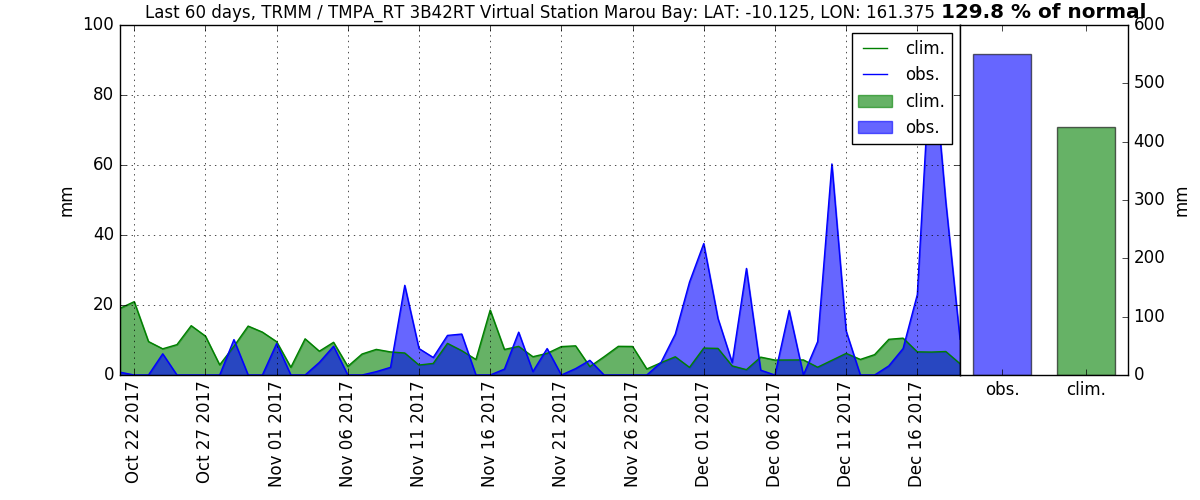 Last 60 days, TRMM / TMPA_RT 3B42RT Virtual Station Marou Bay: LAT: -10.125, LON: 161.375 129.8 % of normal
100
80
60
40
20
0
mm
clim.
obs.
clim.
obs.
600
500
400
300
200
100
0
mm
obs.
clim.
Oct 22 2017
Oct 27 2017
Nov 01 2017
Nov 06 2017
Nov 11 2017
Nov 16 2017
Nov 21 2017
Nov 26 2017
Dec 01 2017
Dec 06 2017
Dec 11 2017
Dec 16 2017